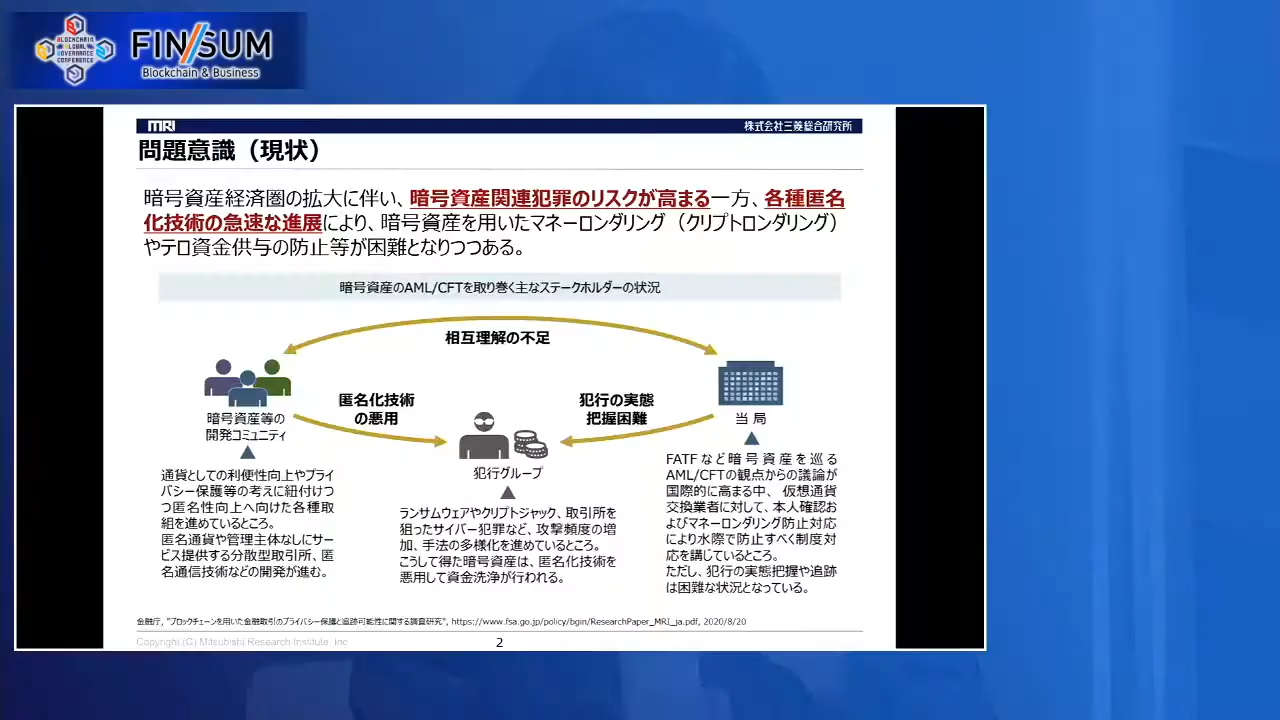 BLOCKCHAIN
GLOBAL
GOVERNANCE
CONFERENCE
FIN/SUM
Blockchain & Business
MRI
株式会社三菱総合研究所
問題意識（現状）
暗号資産経済圏の拡大に伴い、暗号資産関連犯罪のリスクが高まる一方、各種匿名
化技術の急速な進展により、暗号資産を用いたマネーロンダリング（クリプトロンダリング）
やテロ資金供与の防止等が困難となりつつある。
暗号資産のAML/CFTを取り巻く主なステークホルダーの状況
相互理解の不足
匿名化技術
の悪用
犯行の実態
把握困難
暗号資産等の
開発コミュニティ
通貨としての利便性向上やプライ
バシー保護等の考えに紐付けつ
つ匿名性向上へ向けた各種取
組を進めているところ。
匿名通貨や管理主体なしにサー
ビス提供する分散型取引所、匿
名通信技術などの開発が進む。
犯行グループ
ランサムウェアやクリプトジャック、取引所を
狙ったサイバー犯罪など、攻撃頻度の増
加、手法の多様化を進めているところ。
こうして得た暗号資産は、匿名化技術を
悪用して資金洗浄が行われる。
当局
FATFなど暗号資産を巡る
AML/CFTの観点からの議論が
国際的に高まる中、仮想通貨
交換業者に対して、本人確認お
よびマネーロンダリング防止対応
により水際で防止すべく制度対
応を講じているところ。
ただし、犯行の実態把握や追跡
は困難な状況となっている。
金融庁, "ブロックチェーンを用いた金融取引のプライバシー保護と追跡可能性に関する調査研究", https://www.fsa.go.jp/policy/bgin/ResearchPaper_MRI_ja.pdf, 2020/8/20
Copyright (C) Mitsubishi Research Institute, Inc.
2